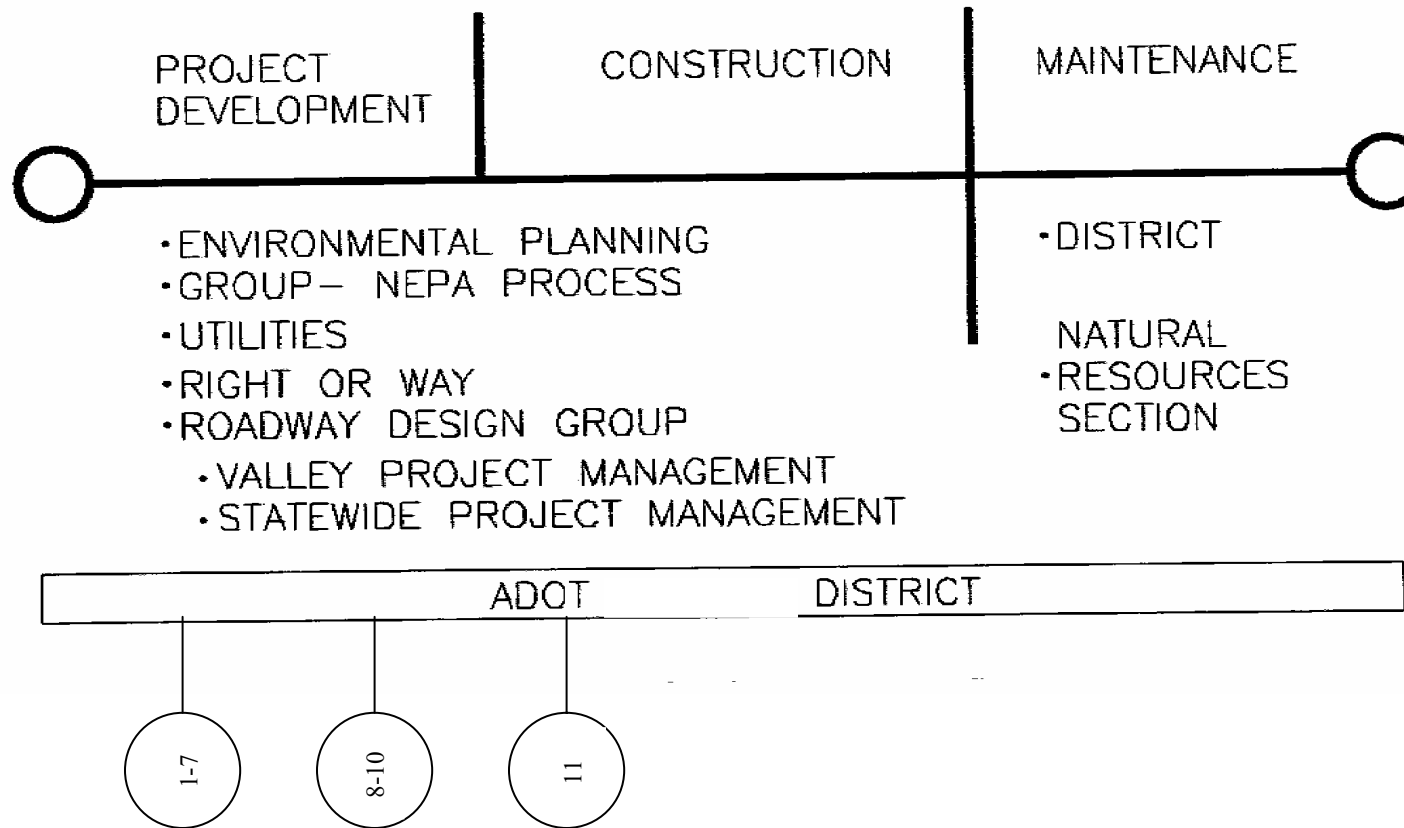 PROJECT
DEVELOPMENT
CONSTRUCTION
MAINTENANCE
·ENVIRONMENTAL PLANNING
·GROUP– NEPA PROCESS
·UTILITIES
·RIGHT OR WAY
·ROADWAY DESIGN GROUP
·VALLEY PROJECT MANAGEMENT
·STATEWIDE PROJECT MANAGEMENT
·DISTRICT
NATURAL
·RESOURCES
SECTION
ADOT DISTRICT
1-7
8-10
11